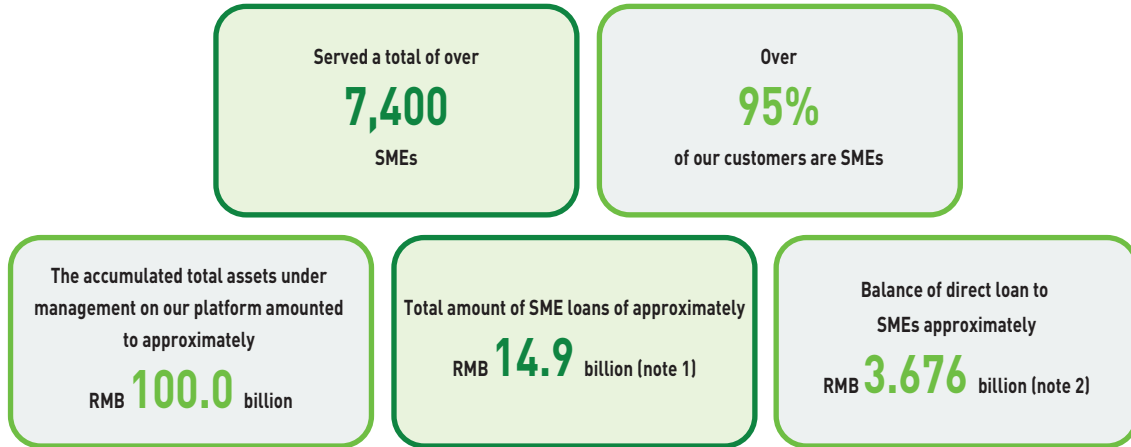 Served a total of over
7,400
SMEs
Over
95%
of our customers are SMEs
The accumulated total assets under
management on our platform amounted
to approximately
RMB 100.0 billion
Total amount of SME loans of approximately
RMB 14.9 billion (note 1)
Balance of direct loan to
SMEs approximately
RMB 3.676 billion (note 2)